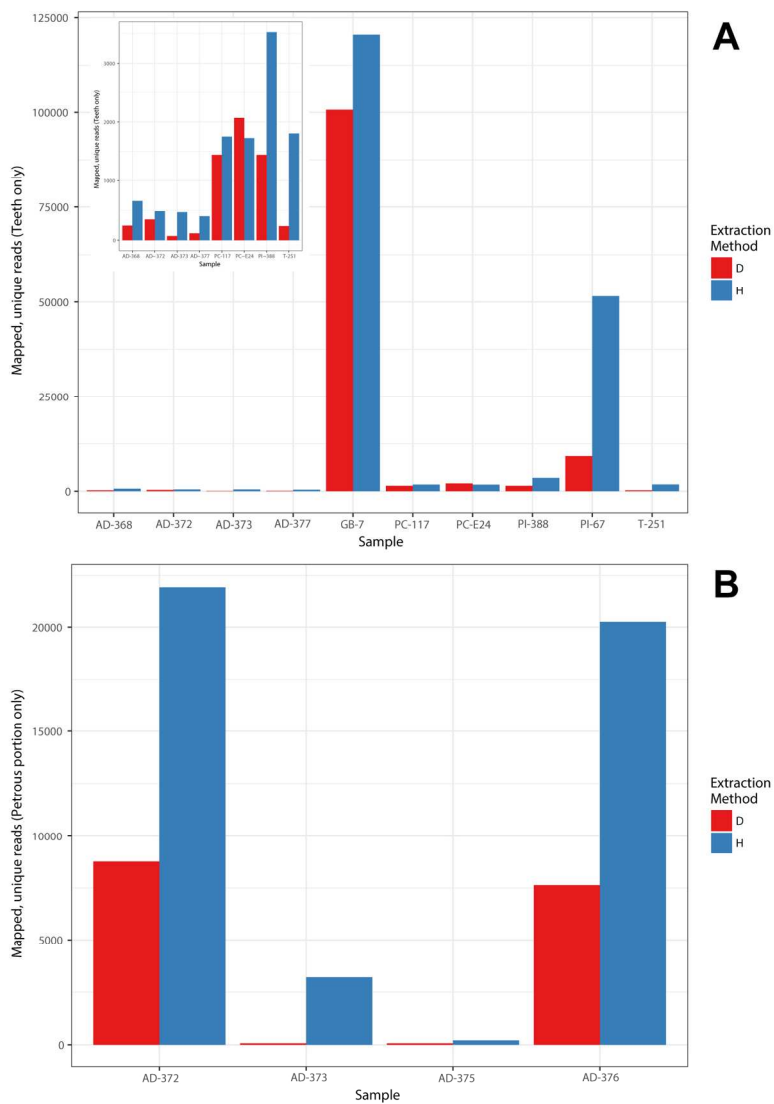 A
125000
100000
75000
50000
25000
0
Mapped, unique reads (Teeth only)
3000
2000
1000
0
Mapped, unique reads (Teeth only)
AD-368 AD-372 AD-373 AD-377 PC-117 PC-E24 PI-388 T-251
Sample
AD-368 AD-372 AD-373 AD-377 GB-7 PC-117 PC-E24 PI-388 PI-67 T-251
Sample
Extraction
Method
D
H
B
20000
15000
10000
5000
0
Mapped, unique reads (Petrous portion only)
AD-372 AD-373 AD-375 AD-376
Sample
Extraction
Method
D
H